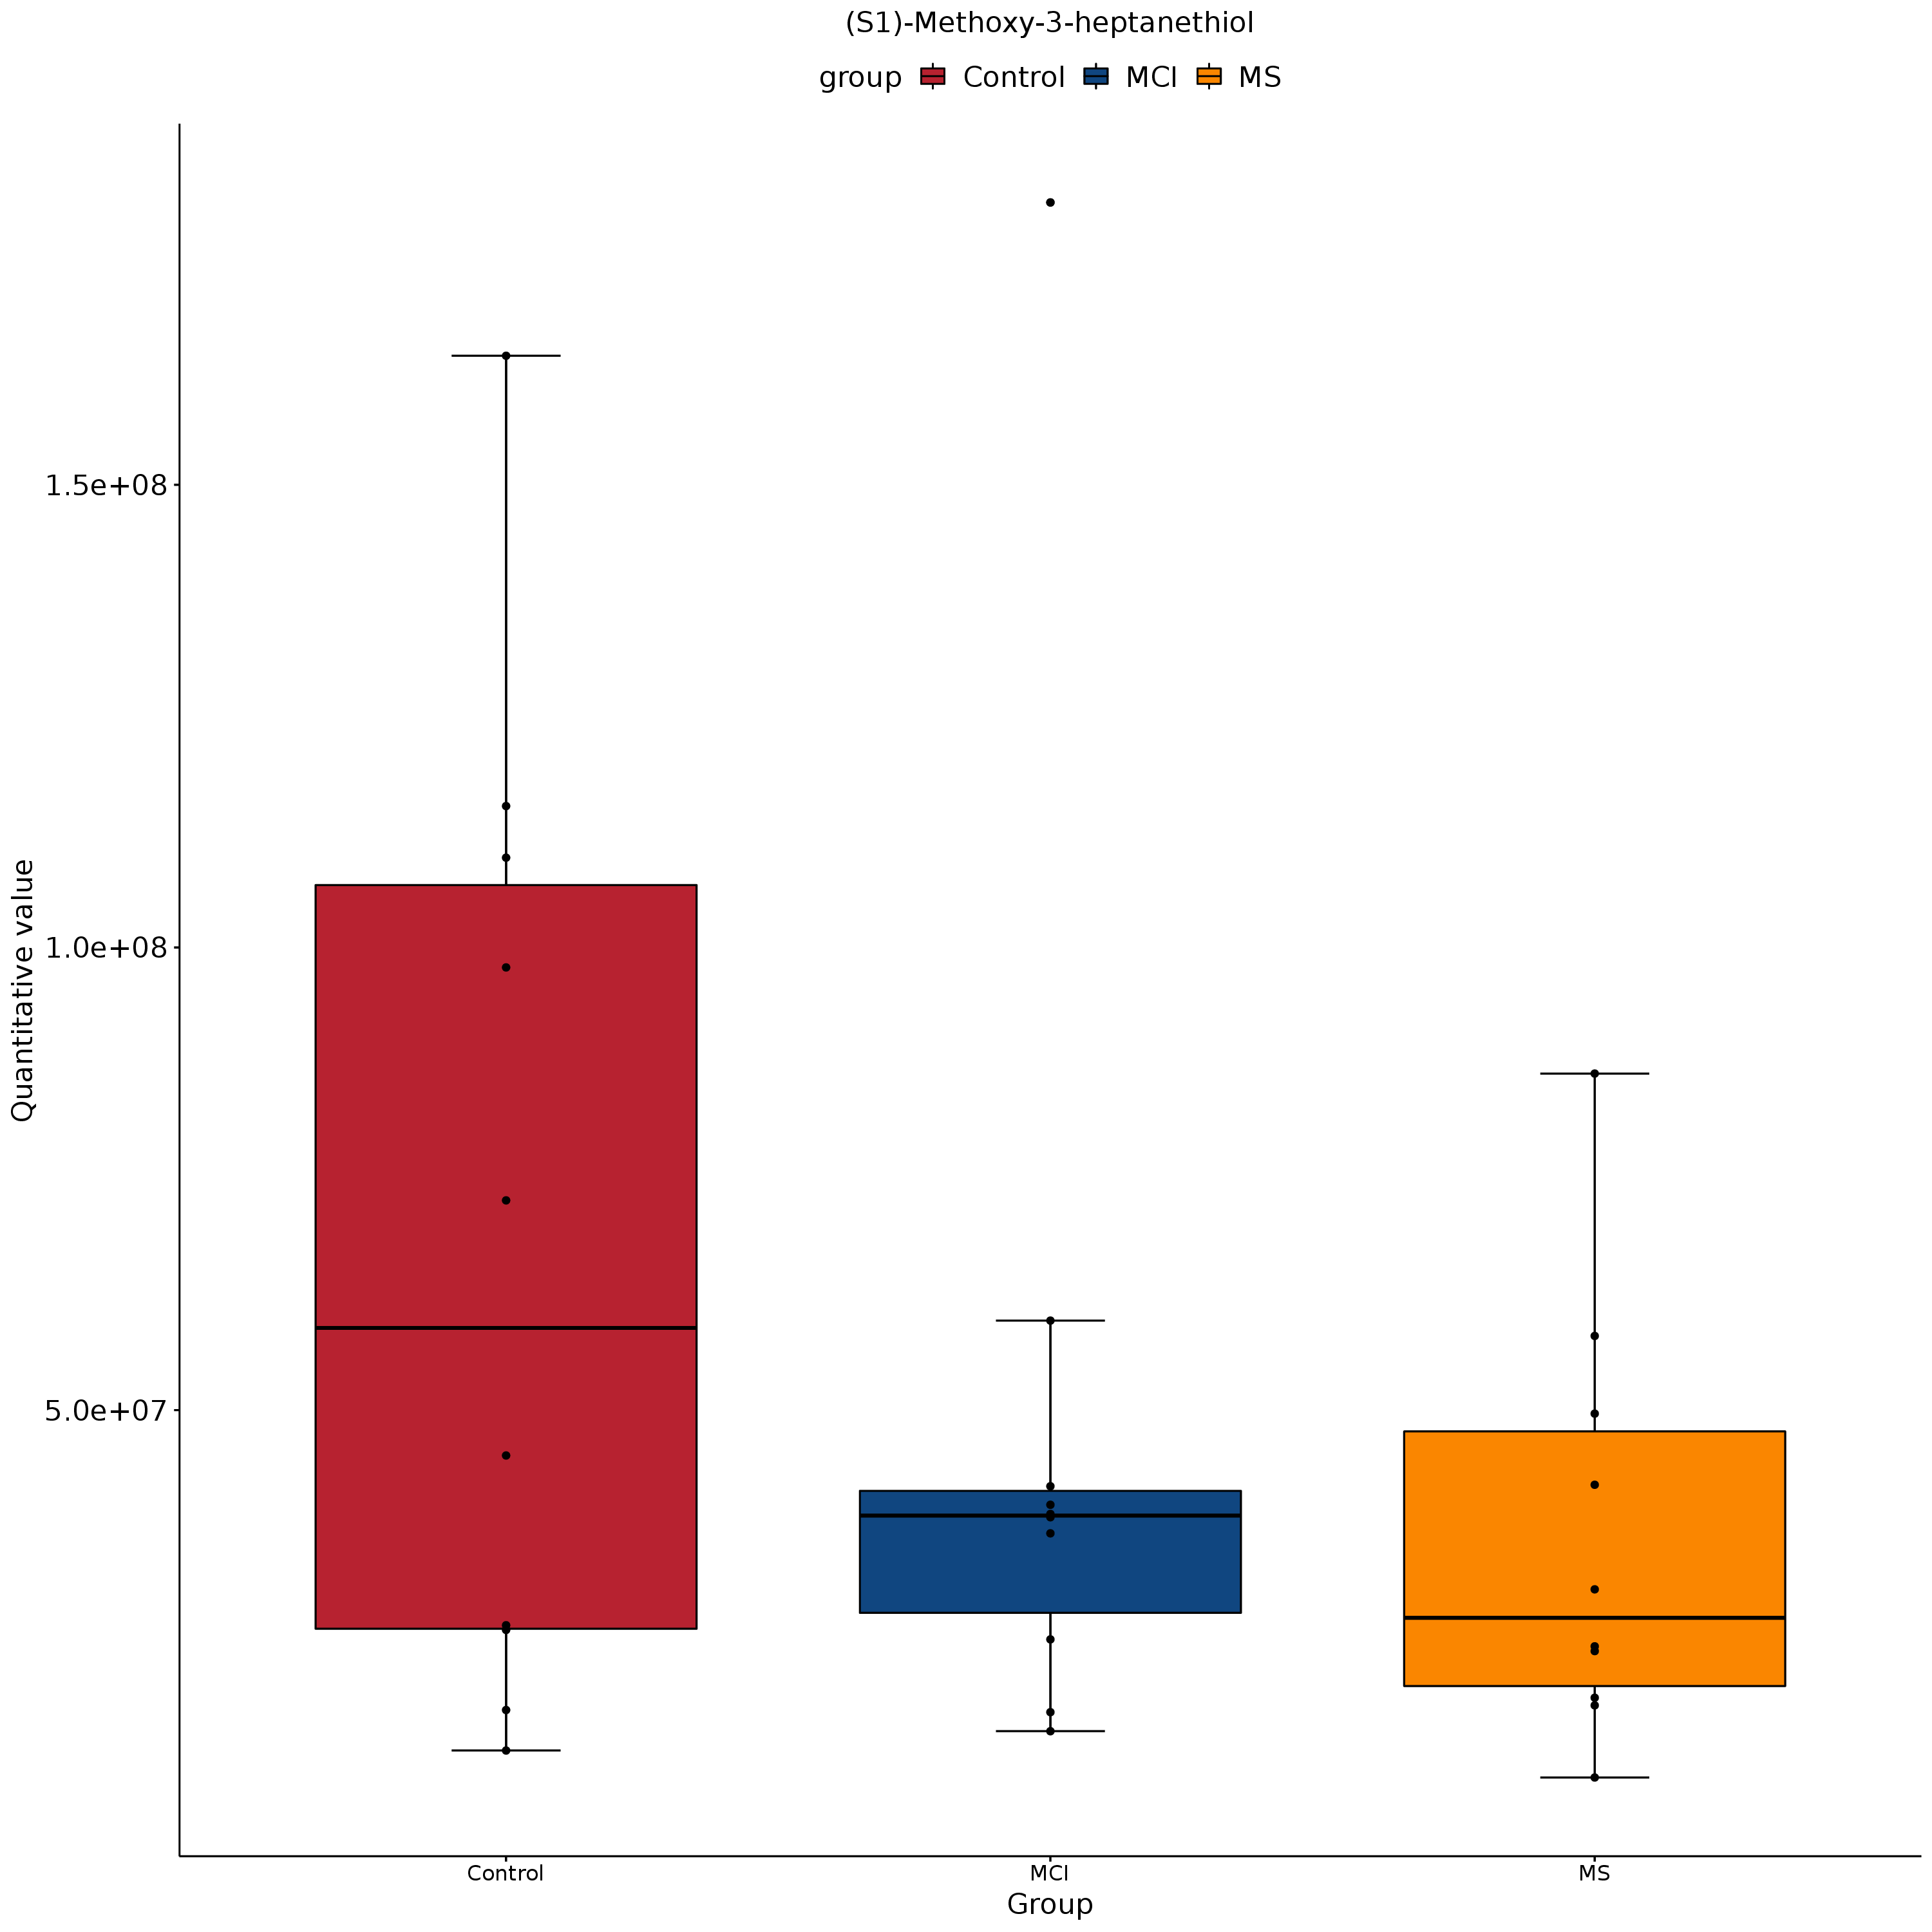 (S1)-Methoxy-3-heptanethiol
group Control MCI MS
Quantitative value
1.5e+08
1.0e+08
5.0e+07
Control MCI MS
Group